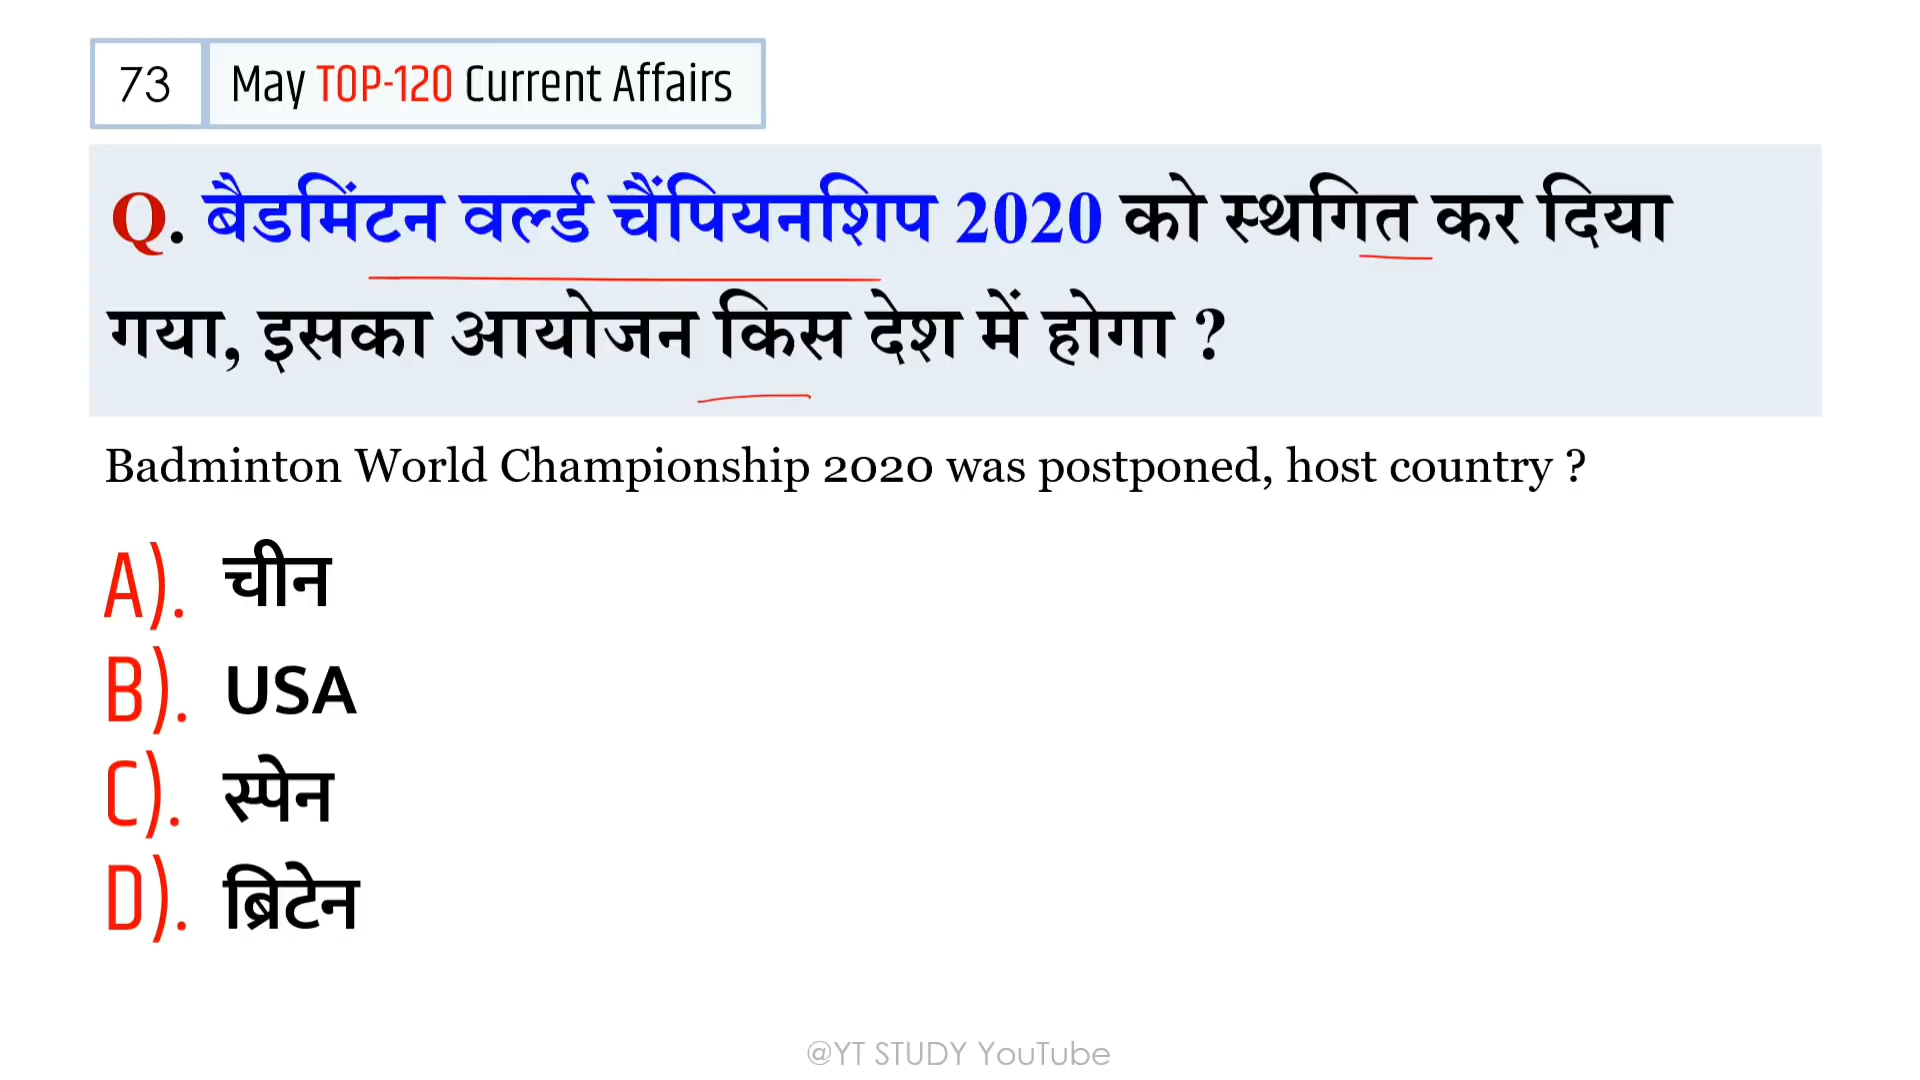 73 May TOP-120 Current Affairs
Q. बैडमिंटन वर्ल्ड चैंपियनशिप 2020 को स्थगित कर दिया
गया, इसका आयोजन किस देश में होगा ?
Badminton World Championship 2020 was postponed, host country ?
A). चीन
B). USA
C). स्पेन
D). ब्रिटेन
@YT STUDY YouTube